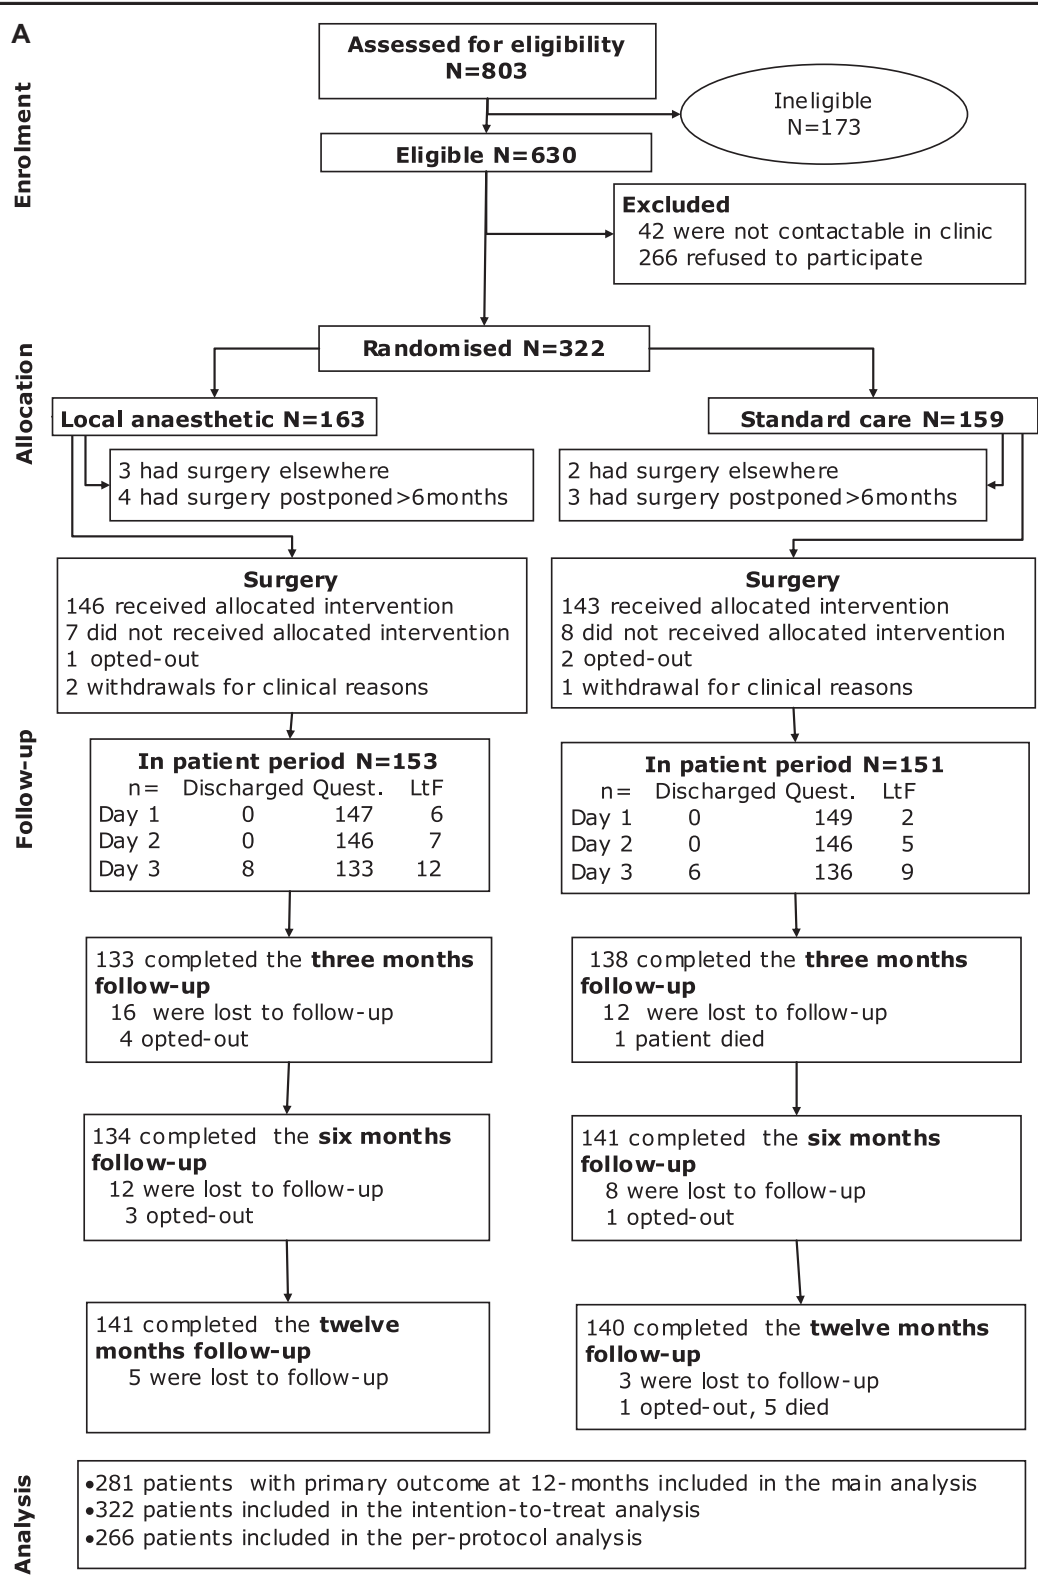 A
Enrolment
Assessed for eligibility
N=803
Ineligible
N=173
Eligible N=630
Excluded
42 were not contactable in clinic
266 refused to participate
Allocation
Randomised N=322
Local anaesthetic N=163
3 had surgery elsewhere
4 had surgery postponed>6months
Standard care N=159
2 had surgery elsewhere
3 had surgery postponed>6months
Surgery
146 received allocated intervention
7 did not received allocated intervention
1 opted-out
2 withdrawals for clinical reasons
Surgery
143 received allocated intervention
8 did not received allocated intervention
2 opted-out
1 withdrawal for clinical reasons
Follow-up
In patient period N=153
n= Discharged Quest. LtF
Day 1 0 147 6
Day 2 0 146 7
Day 3 8 133 12
In patient period N=151
n= Discharged Quest. LtF
Day 1 0 149 2
Day 2 0 146 5
Day 3 6 136 9
133 completed the three months
follow-up
16 were lost to follow-up
4 opted-out
138 completed the three months
follow-up
12 were lost to follow-up
1 patient died
134 completed the six months
follow-up
12 were lost to follow-up
3 opted-out
141 completed the six months
follow-up
8 were lost to follow-up
1 opted-out
141 completed the twelve
months follow-up
5 were lost to follow-up
140 completed the twelve months
follow-up
3 were lost to follow-up
1 opted-out, 5 died
Analysis
•281 patients with primary outcome at 12-months included in the main analysis
•322 patients included in the intention-to-treat analysis
•266 patients included in the per-protocol analysis